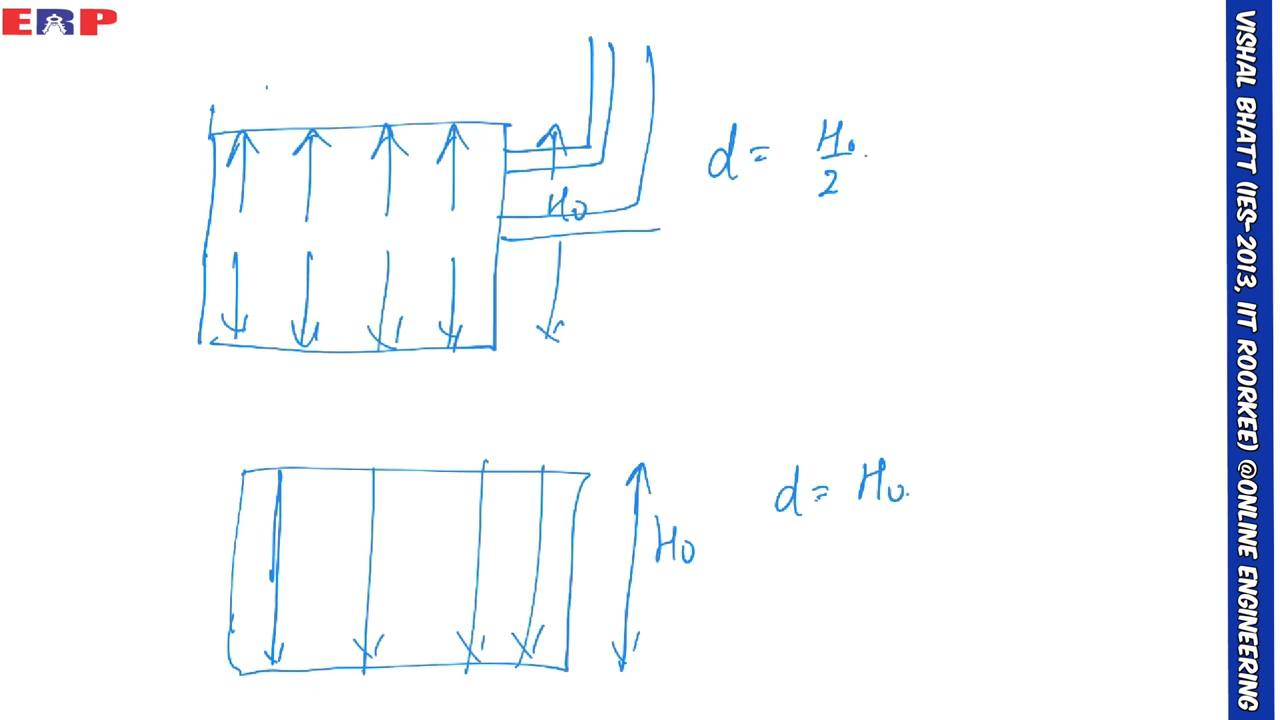 ERP
d = H₀/2
H₀
d = H₀
H₀
VISHAL BHATT (IES-2013, IIT ROORKEE) @ONLINE ENGINEERING